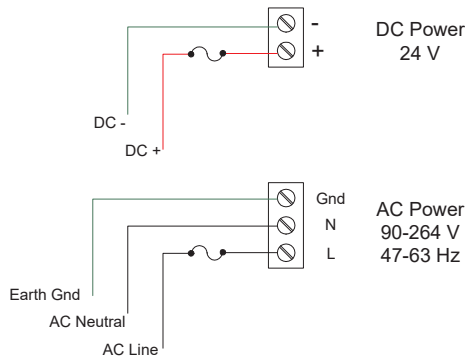 -
+
DC Power
24 V
DC -
DC +
Gnd
N
L
AC Power
90-264 V
47-63 Hz
Earth Gnd
AC Neutral
AC Line